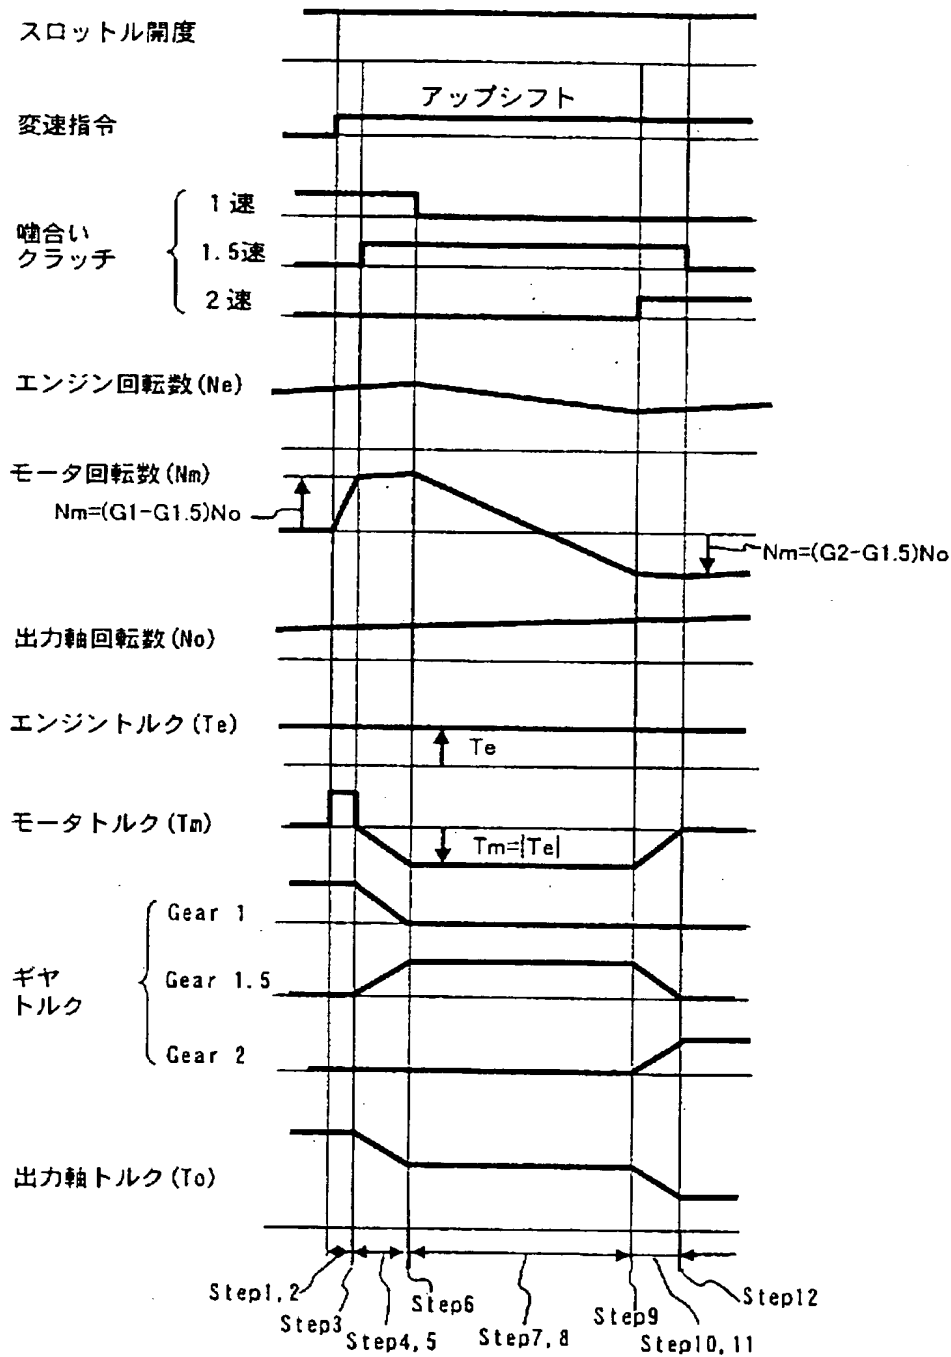 スロットル開度
アップシフト
変速指令
噛合い
クラッチ
1速
1.5速
2速
エンジン回転数(Ne)
モータ回転数(Nm)
Nm=(G1-G1.5)No
Nm=(G2-G1.5)No
出力軸回転数(No)
エンジントルク(Te)
Te
モータトルク(Tm)
Tm=|Te|
ギヤ
トルク
Gear 1
Gear 1.5
Gear 2
出力軸トルク(To)
Step1,2
Step3
Step4,5
Step6
Step7,8
Step9
Step10,11
Step12